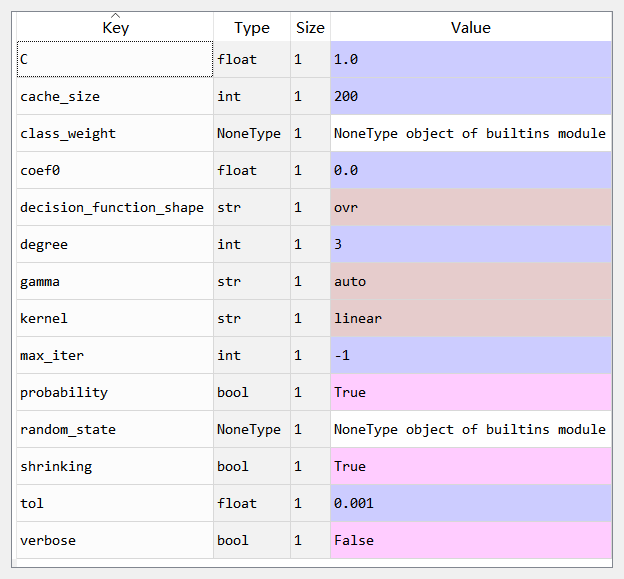 Key Type Size Value
C float 1 1.0
cache_size int 1 200
class_weight NoneType 1 NoneType object of builtins module
coef0 float 1 0.0
decision_function_shape str 1 ovr
degree int 1 3
gamma str 1 auto
kernel str 1 linear
max_iter int 1 -1
probability bool 1 True
random_state NoneType 1 NoneType object of builtins module
shrinking bool 1 True
tol float 1 0.001
verbose bool 1 False